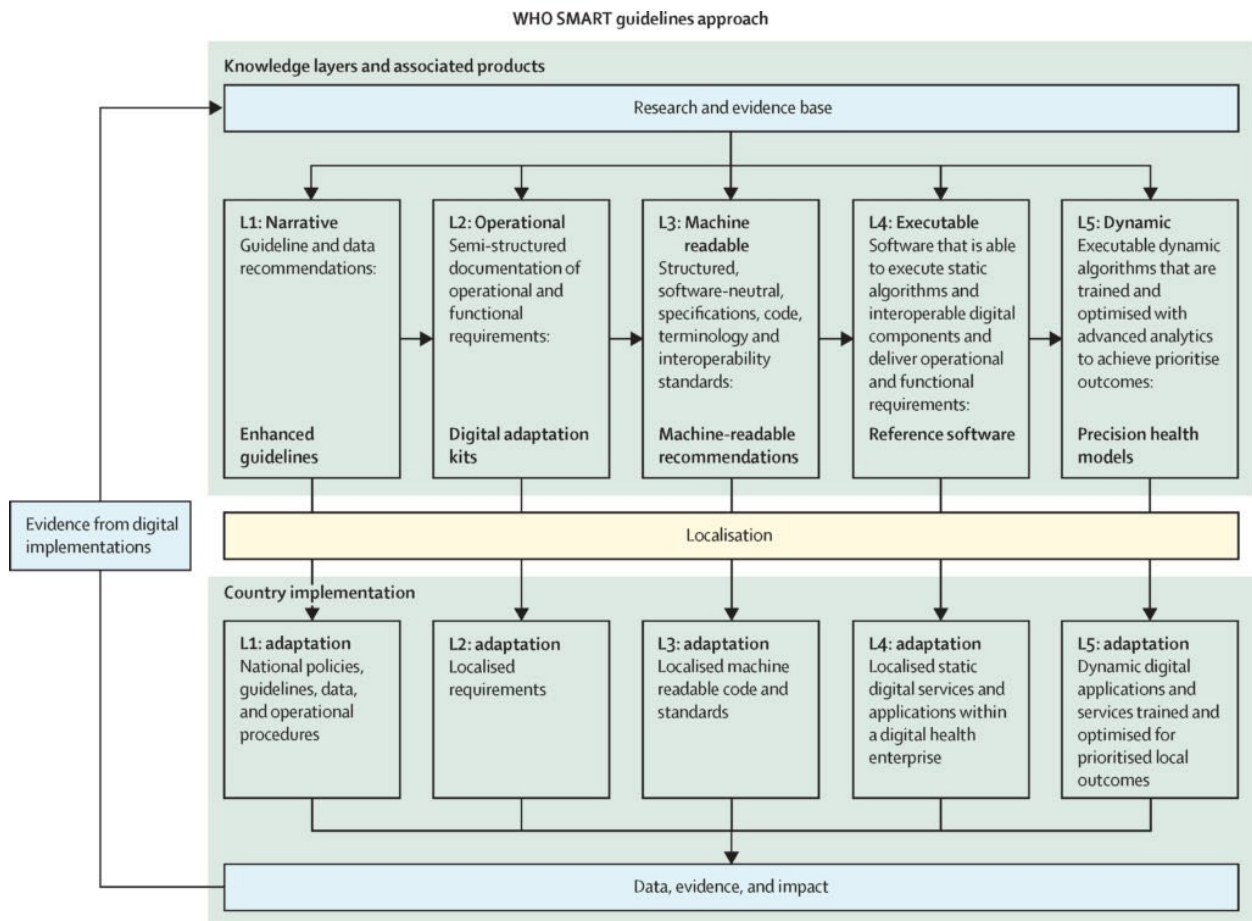 WHO SMART guidelines approach
Knowledge layers and associated products
Research and evidence base
L1: Narrative
Guideline and data
recommendations:
Enhanced
guidelines
L2: Operational
Semi-structured
documentation of
operational and
functional
requirements:
Digital adaptation
kits
L3: Machine
readable
Structured,
software-neutral,
specifications, code,
terminology and
interoperability
standards:
Machine-readable
recommendations
L4: Executable
Software that is able
to execute static
algorithms and
interoperable digital
components and
deliver operational
and functional
requirements:
Reference software
L5: Dynamic
Executable dynamic
algorithms that are
trained and
optimised with
advanced analytics
to achieve prioritise
outcomes:
Precision health
models
Evidence from digital
implementations
Localisation
Country implementation
L1: adaptation
National policies,
guidelines, data,
and operational
procedures
L2: adaptation
Localised
requirements
L3: adaptation
Localised machine
readable code and
standards
L4: adaptation
Localised static
digital services and
applications within
a digital health
enterprise
L5: adaptation
Dynamic digital
applications and
services trained and
optimised for
prioritised local
outcomes
Data, evidence, and impact